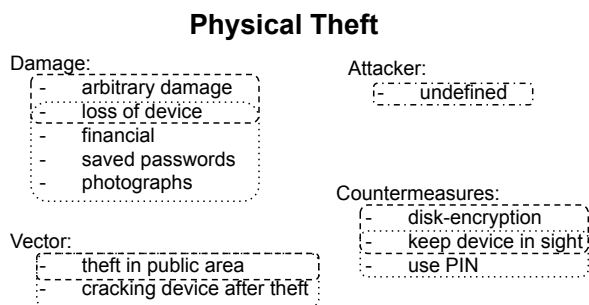 Physical Theft
Damage:
- arbitrary damage
- loss of device
- financial
- saved passwords
- photographs
Attacker:
- undefined
Countermeasures:
- disk-encryption
- keep device in sight
- use PIN
Vector:
- theft in public area
- cracking device after theft